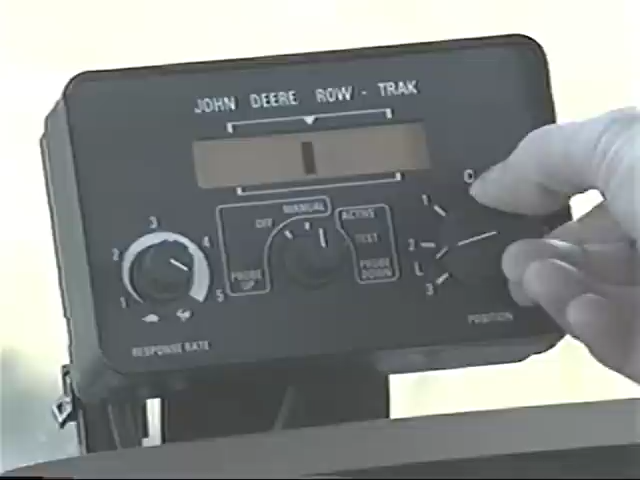 JOHN DEERE ROW-TRAK
MANUAL
OFF
ACTIVE
TEST
PROBE UP
PROBE DOWN
3
2
4
1
5
RESPONSE RATE
0
1
2
L
3
POSITION